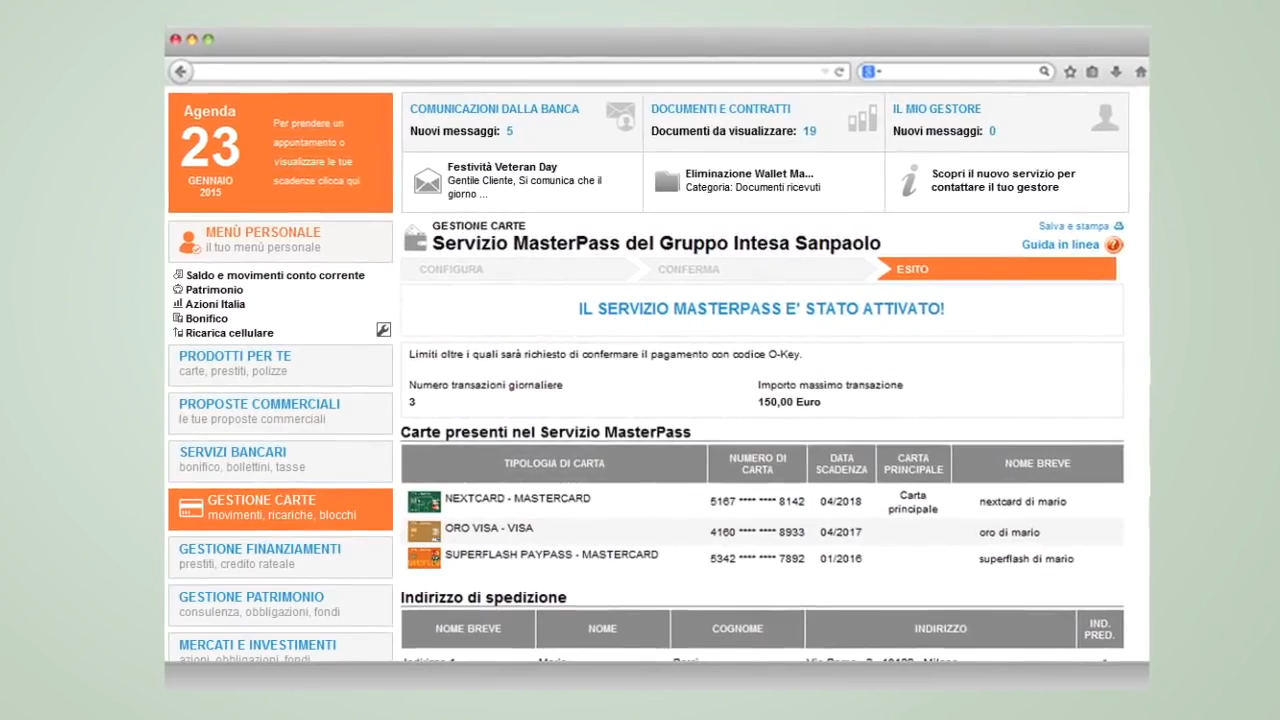 Agenda
23
GENNAIO
2015
Per prendere un
appuntamento o
visualizzare le tue
scadenze clicca qui
COMUNICAZIONI DALLA BANCA
Nuovi messaggi: 5
DOCUMENTI E CONTRATTI
Documenti da visualizzare: 19
IL MIO GESTORE
Nuovi messaggi: 0
Festività Veteran Day
Gentile Cliente, Si comunica che il
giorno ...
Eliminazione Wallet Ma...
Categoria: Documenti ricevuti
Scopri il nuovo servizio per
contattare il tuo gestore
MENÙ PERSONALE
il tuo menù personale
Saldo e movimenti conto corrente
Patrimonio
Azioni Italia
Bonifico
Ricarica cellulare
PRODOTTI PER TE
carte, prestiti, polizze
PROPOSTE COMMERCIALI
le tue proposte commerciali
SERVIZI BANCARI
bonifico, bollettini, tasse
GESTIONE CARTE
movimenti, ricariche, blocchi
GESTIONE FINANZIAMENTI
prestiti, credito rateale
GESTIONE PATRIMONIO
consulenza, obbligazioni, fondi
MERCATI E INVESTIMENTI
azioni, obbligazioni, fondi
GESTIONE CARTE
Servizio MasterPass del Gruppo Intesa Sanpaolo
Salva e stampa
Guida in linea ?
CONFIGURA CONFERMA ESITO
IL SERVIZIO MASTERPASS E' STATO ATTIVATO!
Limiti oltre i quali sarà richiesto di confermare il pagamento con codice O-Key.
Numero transazioni giornaliere Importo massimo transazione
3 150,00 Euro
Carte presenti nel Servizio MasterPass
TIPOLOGIA DI CARTA NUMERO DI CARTA DATA SCADENZA CARTA PRINCIPALE NOME BREVE
NEXTCARD - MASTERCARD 5167 **** **** 8142 04/2018 Carta principale nextcard di mario
ORO VISA - VISA 4160 **** **** 8933 04/2017 oro di mario
SUPERFLASH PAYPASS - MASTERCARD 5342 **** **** 7892 01/2016 superflash di mario
Indirizzo di spedizione
NOME BREVE NOME COGNOME INDIRIZZO IND. PRED.